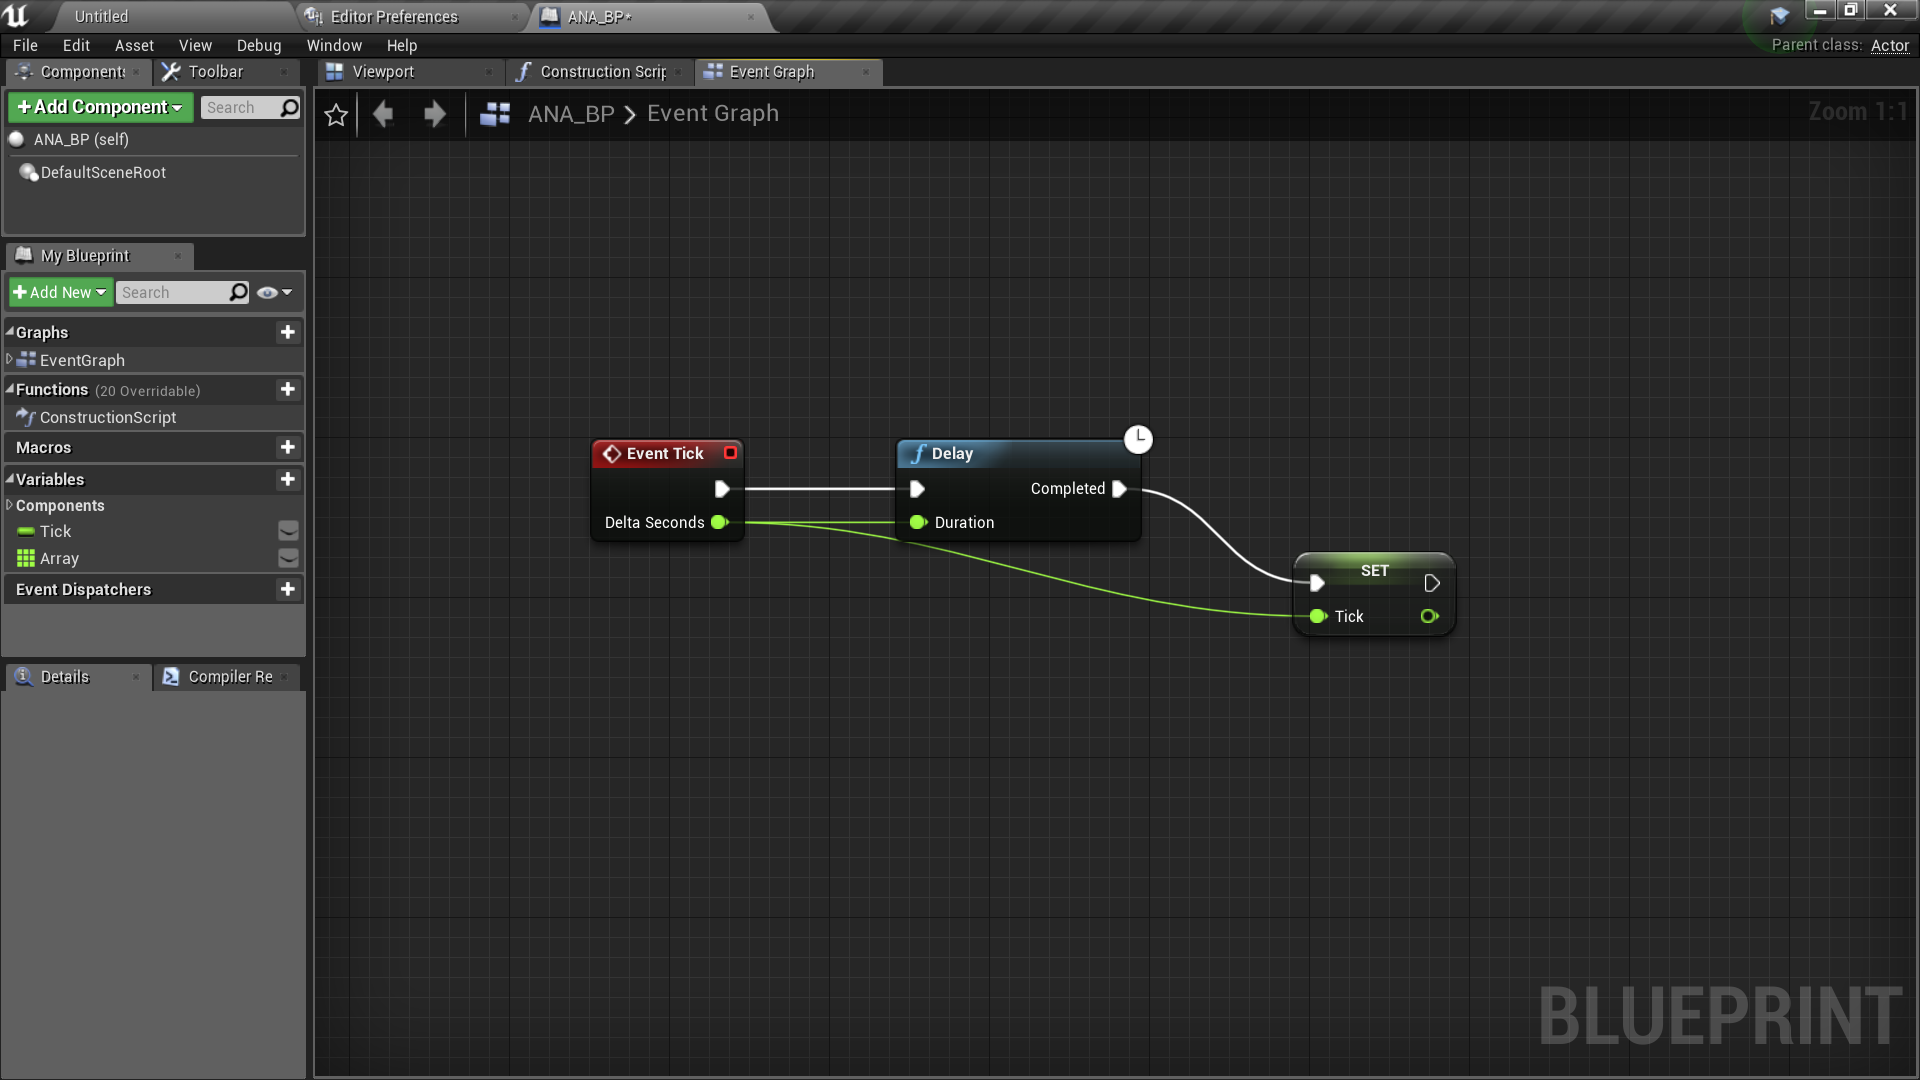 Untitled
Editor Preferences
ANA_BP*
File Edit Asset View Debug Window Help
Parent class: Actor
Component
Toolbar
Viewport
Construction Scrip
Event Graph
Add Component
Search
ANA_BP > Event Graph
Zoom 1:1
ANA_BP (self)
DefaultSceneRoot
My Blueprint
Add New
Search
Graphs
EventGraph
Functions (20 Overridable)
ConstructionScript
Macros
Variables
Components
Tick
Array
Event Dispatchers
Details
Compiler Re
Event Tick
Delta Seconds
Delay
Completed
Duration
SET
Tick
BLUEPRINT